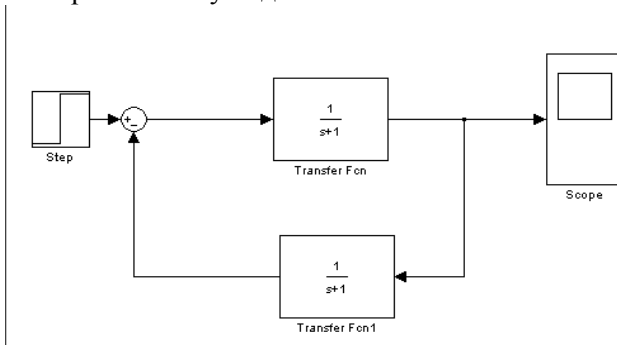 Step
+
-
1
s+1
Transfer Fcn
Scope
1
s+1
Transfer Fcn1